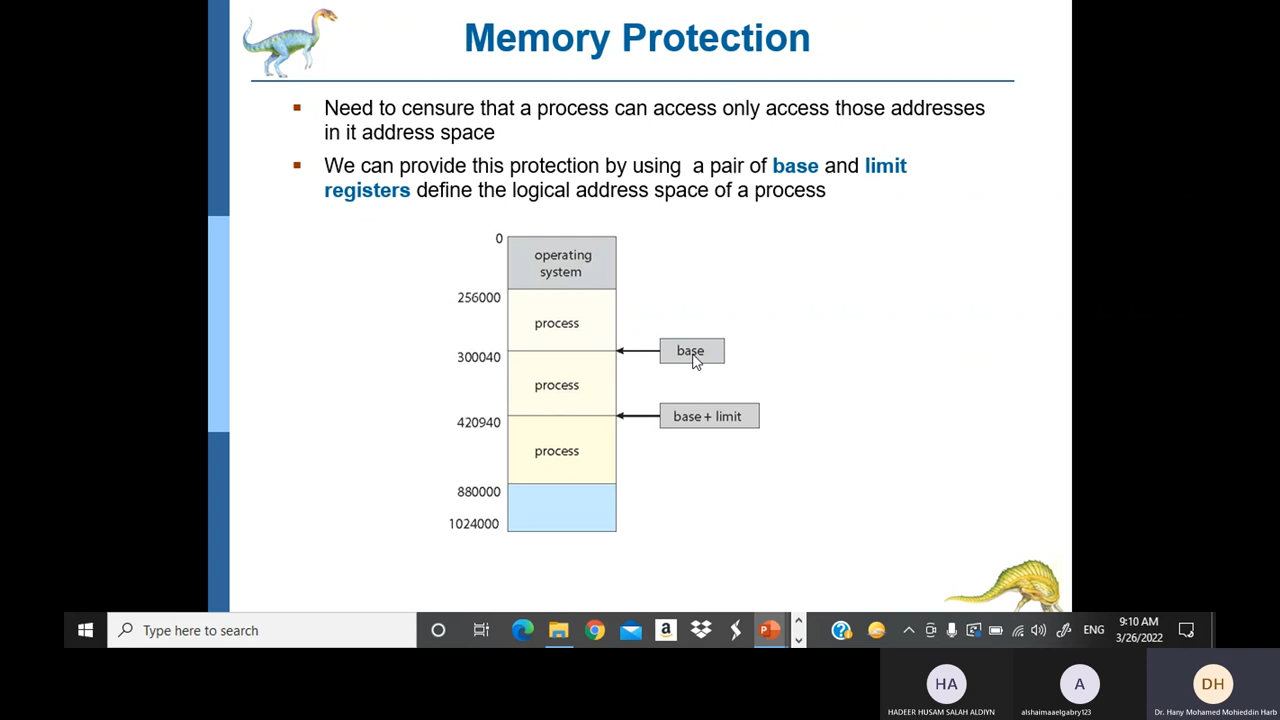 Memory Protection
Need to censure that a process can access only access those addresses
in it address space
We can provide this protection by using a pair of base and limit
registers define the logical address space of a process
0
operating
system
256000
process
base
300040
process
base + limit
420940
process
880000
1024000
Type here to search
a
ENG
9:10 AM
3/26/2022
HA
A
DH
HADEER HUSAM SALAH ALDIYN
alshaimaaelgabry123
Dr. Hany Mohamed Mohieddin Harb